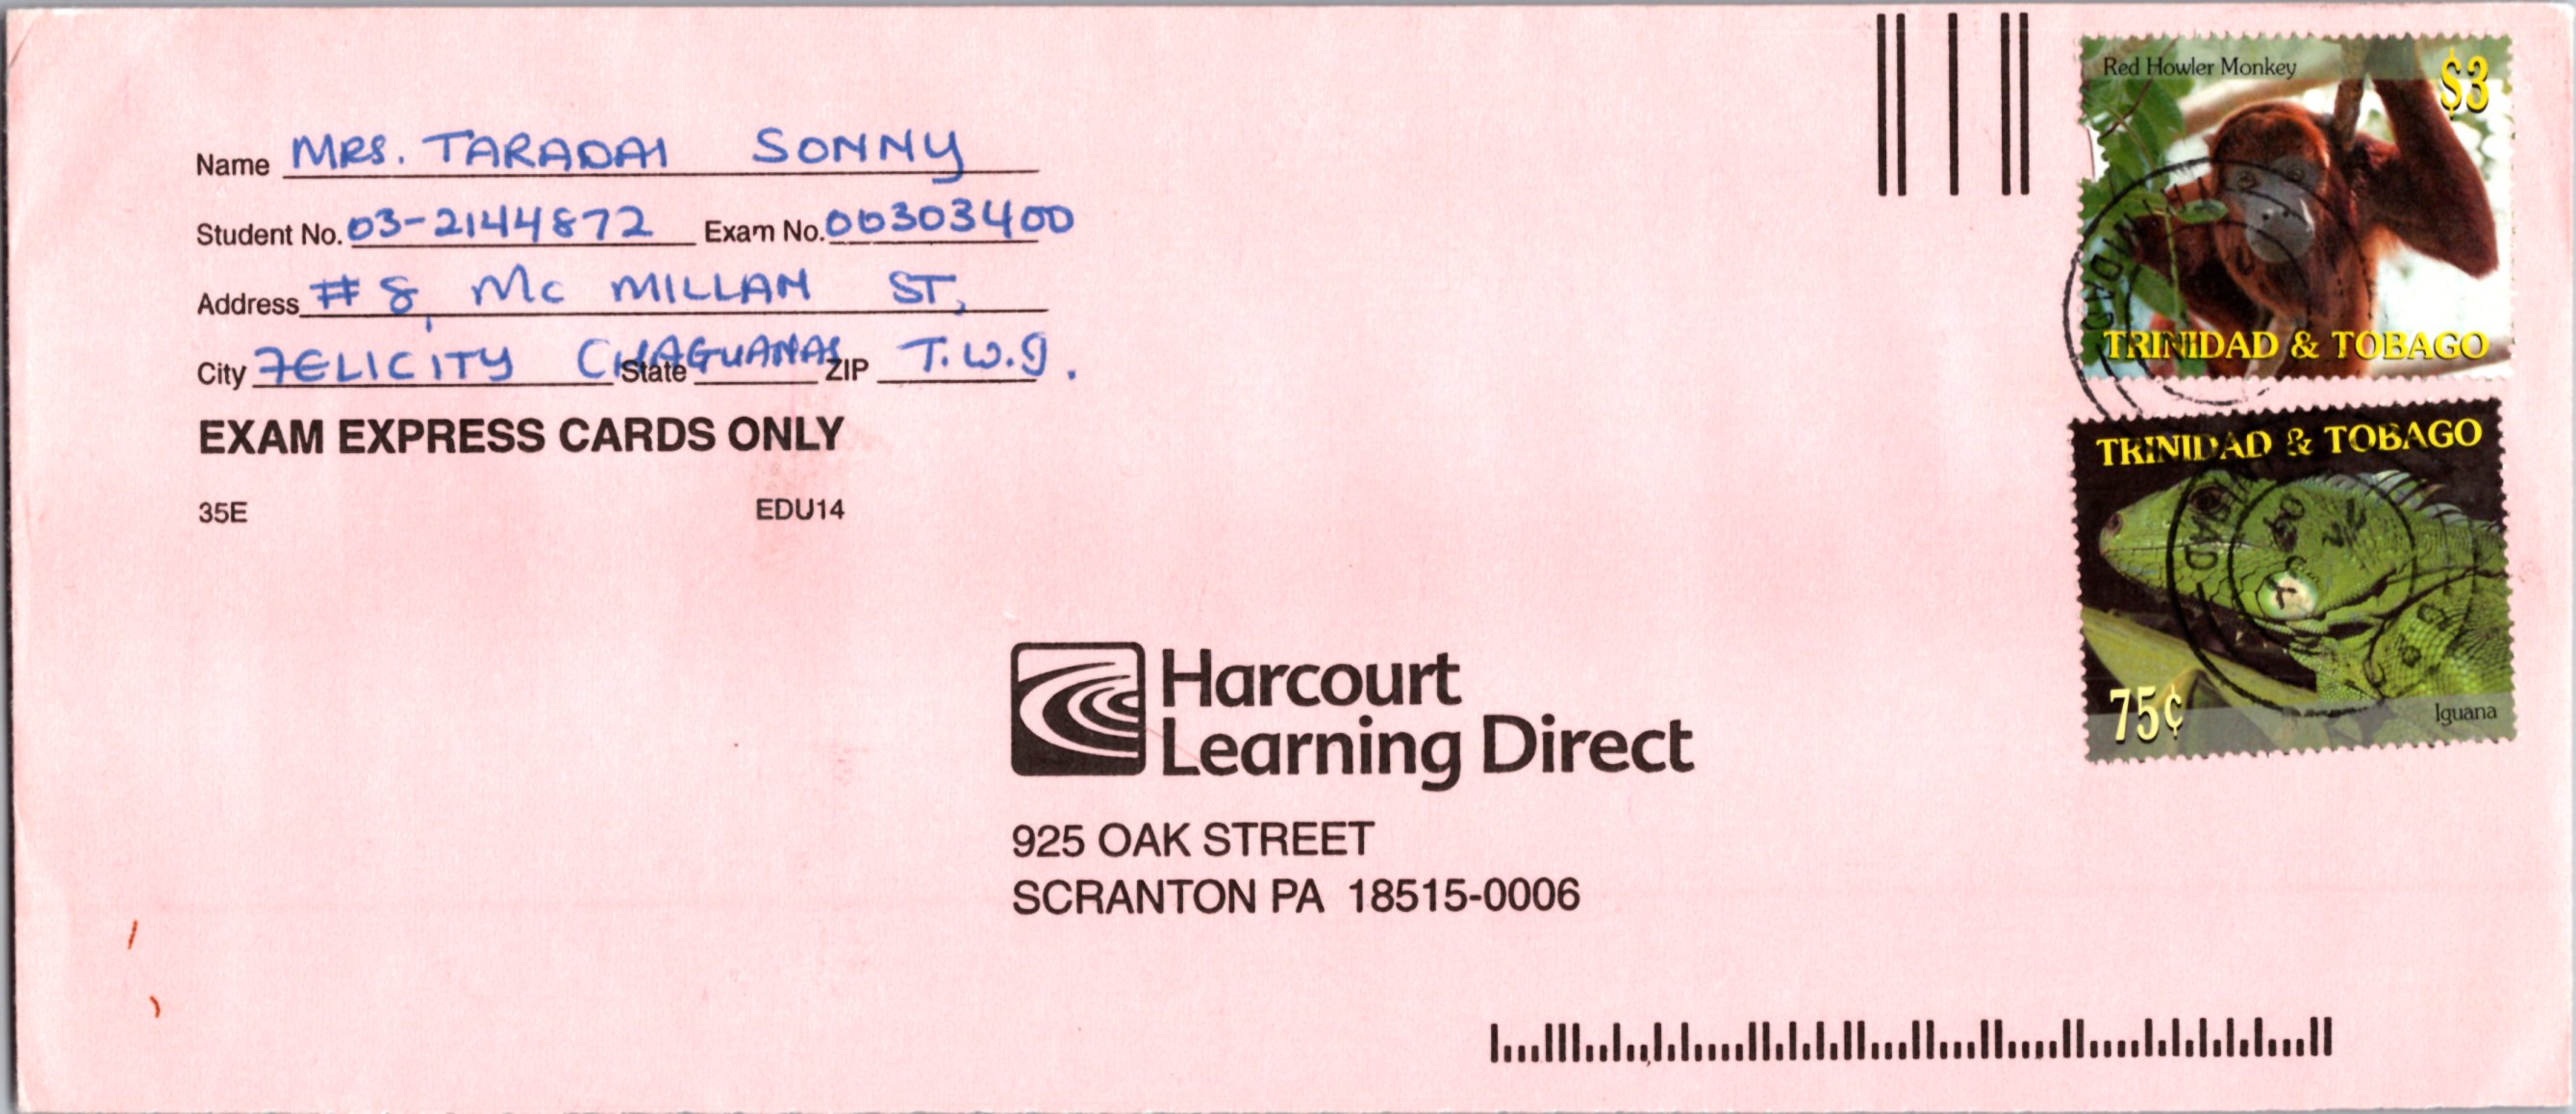 Name MRS. TARADAI SONNY
Student No. 03-2144872 Exam No. 00303400
Address # 8, Mc MILLAN ST,
City FELICITY CHAGUANAS State ZIP T.W.I.
EXAM EXPRESS CARDS ONLY
35E EDU14
Red Howler Monkey
$3
TRINIDAD & TOBAGO
TRINIDAD & TOBAGO
75¢
Iguana
Harcourt
Learning Direct
925 OAK STREET
SCRANTON PA 18515-0006